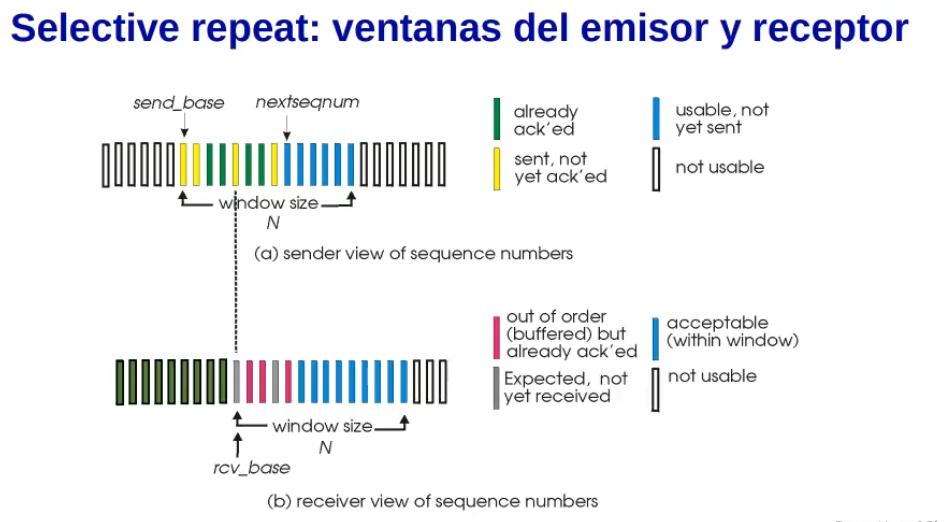 Selective repeat: ventanas del emisor y receptor
send_base
nextseqnum
already
ack'ed
usable, not
yet sent
sent, not
yet ack'ed
not usable
window size
N
(a) sender view of sequence numbers
out of order
(buffered) but
already ack'ed
acceptable
(within window)
Expected, not
yet received
not usable
window size
N
rcv_base
(b) receiver view of sequence numbers